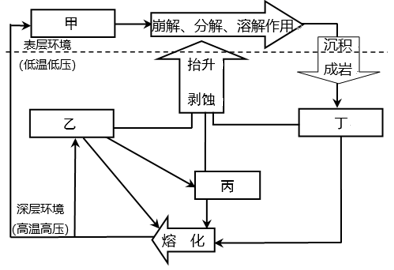 甲
崩解、分解、溶解作用
表层环境
(低温低压)
沉积
成岩
抬升
剥蚀
乙
丁
丙
深层环境
(高温高压)
熔 化